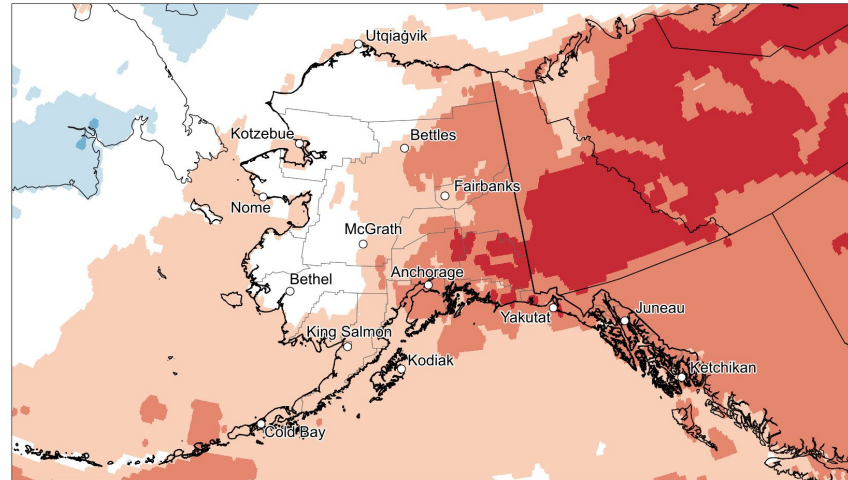 Utqiaġvik
Kotzebue
Bettles
Fairbanks
Nome
McGrath
Anchorage
Bethel
Yakutat
Juneau
King Salmon
Kodiak
Ketchikan
Cold Bay